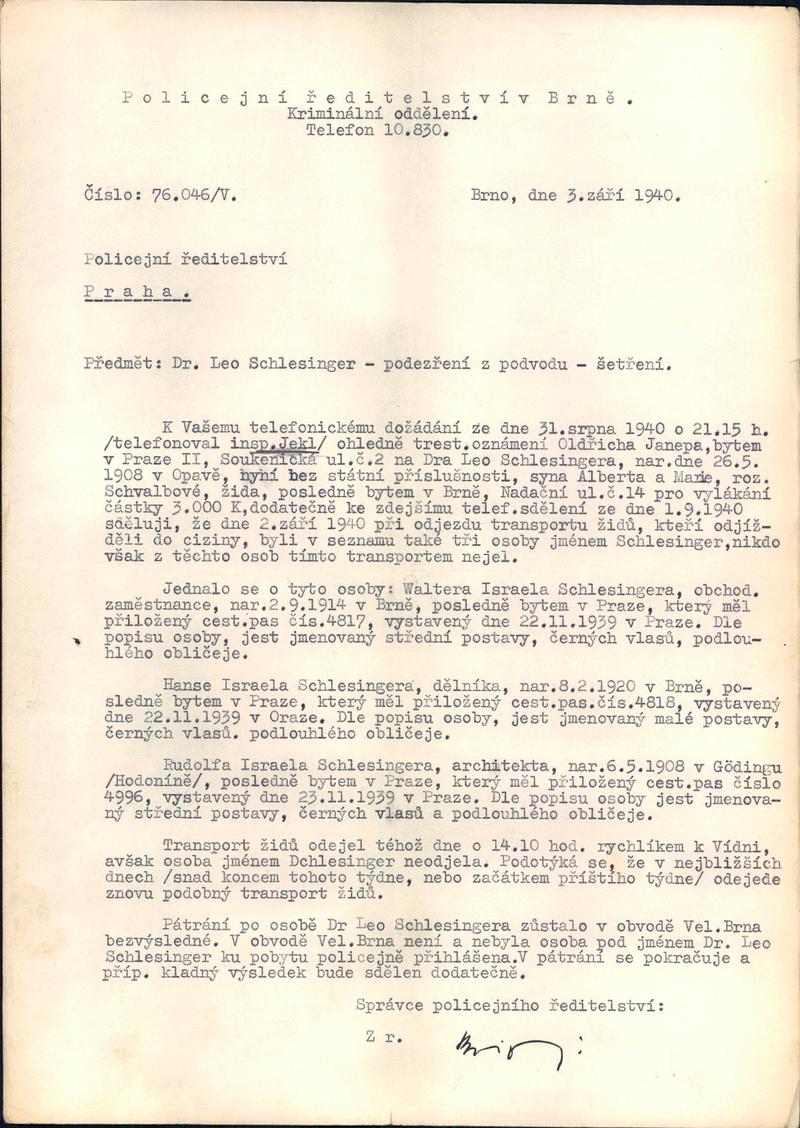 Policejní ředitelstvív Brně.
Kriminální oddělení.
Telefon 10.830.
Číslo: 76.046/V.
Brno, dne 3.září 1940.
Policejní ředitelství
Praha.
Předmět: Dr. Leo Schlesinger - podezření z podvodu - šetření.
K Vašemu telefonickému dožádání ze dne 31.srpna 1940 o 21.15 h.
/telefonoval insp.Jekl/ ohledně trest.oznámení Oldřicha Janepa,bytem
v Praze II, Soukenická ul.č.2 na Dra Leo Schlesingera, nar.dne 26.5.
1908 v Opavě, nyní bez státní příslušnosti, syna Alberta a Marie, roz.
Schvalbové, žida, posledně bytem v Brně, Nadační ul.č.14 pro vylákání
částky 3.000 K,dodatečně ke zdejšímu telef.sdělení ze dne 1.9.1940
sděluji, že dne 2.září 1940 při odjezdu transportu židů, kteří odjíž-
děli do ciziny, byli v seznamu také tři osoby jménem Schlesinger,nikdo
však z těchto osob tímto transportem nejel.
Jednalo se o tyto osoby: Waltera Israela Schlesingera, obchod.
zaměstnance, nar.2.9.1914 v Brně, posledně bytem v Praze, který měl
přiložený cest.pas čís.4817, vystavený dne 22.11.1939 v Praze. Dle
popisu osoby, jest jmenovaný střední postavy, černých vlasů, podlou-
hlého obličeje.
Hanse Israela Schlesingera, dělníka, nar.8.2.1920 v Brně, po-
sledně bytem v Praze, který měl přiložený cest.pas.čís.4818, vystavený
dne 22.11.1939 v Oraze. Dle popisu osoby, jest jmenovaný malé postavy,
černých vlasů. podlouhlého obličeje.
Rudolfa Israela Schlesingera, architekta, nar.6.5.1908 v Gödingu
/Hodoníně/, posledně bytem v Praze, který měl přiložený cest.pas číslo
4996, vystavený dne 23.11.1939 v Praze. Dle popisu osoby jest jmenova-
ný střední postavy, černých vlasů a podlouhlého obličeje.
Transport židů odejel téhož dne o 14.10 hod. rychlíkem k Vídni,
avšak osoba jménem Dchlesinger neodjela. Podotýká se, že v nejbližších
dnech /snad koncem tohoto týdne, nebo začátkem příštího týdne/ odejede
znovu podobný transport židů.
Pátrání po osobě Dr Leo Schlesingera zůstalo v obvodě Vel.Brna
bezvýsledné. V obvodě Vel.Brna není a nebyla osoba pod jménem Dr. Leo
Schlesinger ku pobytu policejně přihlášena.V pátrání se pokračuje a
příp. kladný výsledek bude sdělen dodatečně.
Správce policejního ředitelství:
Z r.